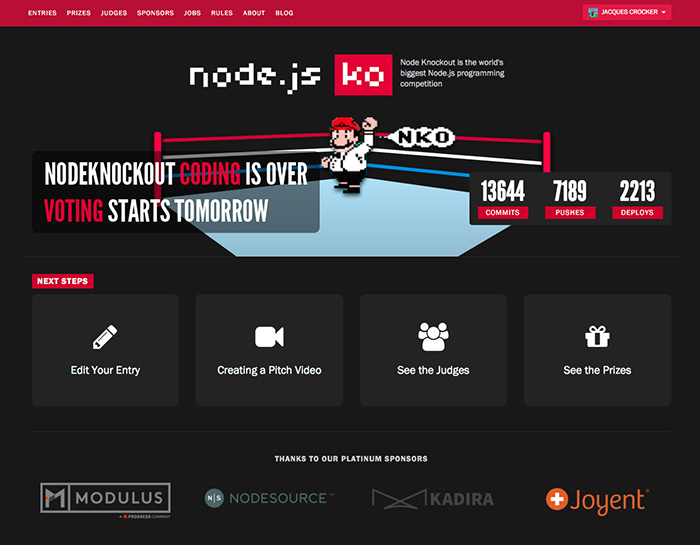 ENTRIES PRIZES JUDGES SPONSORS JOBS RULES ABOUT BLOG JACQUES CROCKER
node.js ko
Node Knockout is the world's
biggest Node.js programming
competition
NKO
NODEKNOCKOUT CODING IS OVER
VOTING STARTS TOMORROW
13644 7189 2213
COMMITS PUSHES DEPLOYS
NEXT STEPS
Edit Your Entry Creating a Pitch Video See the Judges See the Prizes
THANKS TO OUR PLATINUM SPONSORS
MODULUS N|S NODESOURCE™ KADIRA Joyent®
A PROGRESS COMPANY